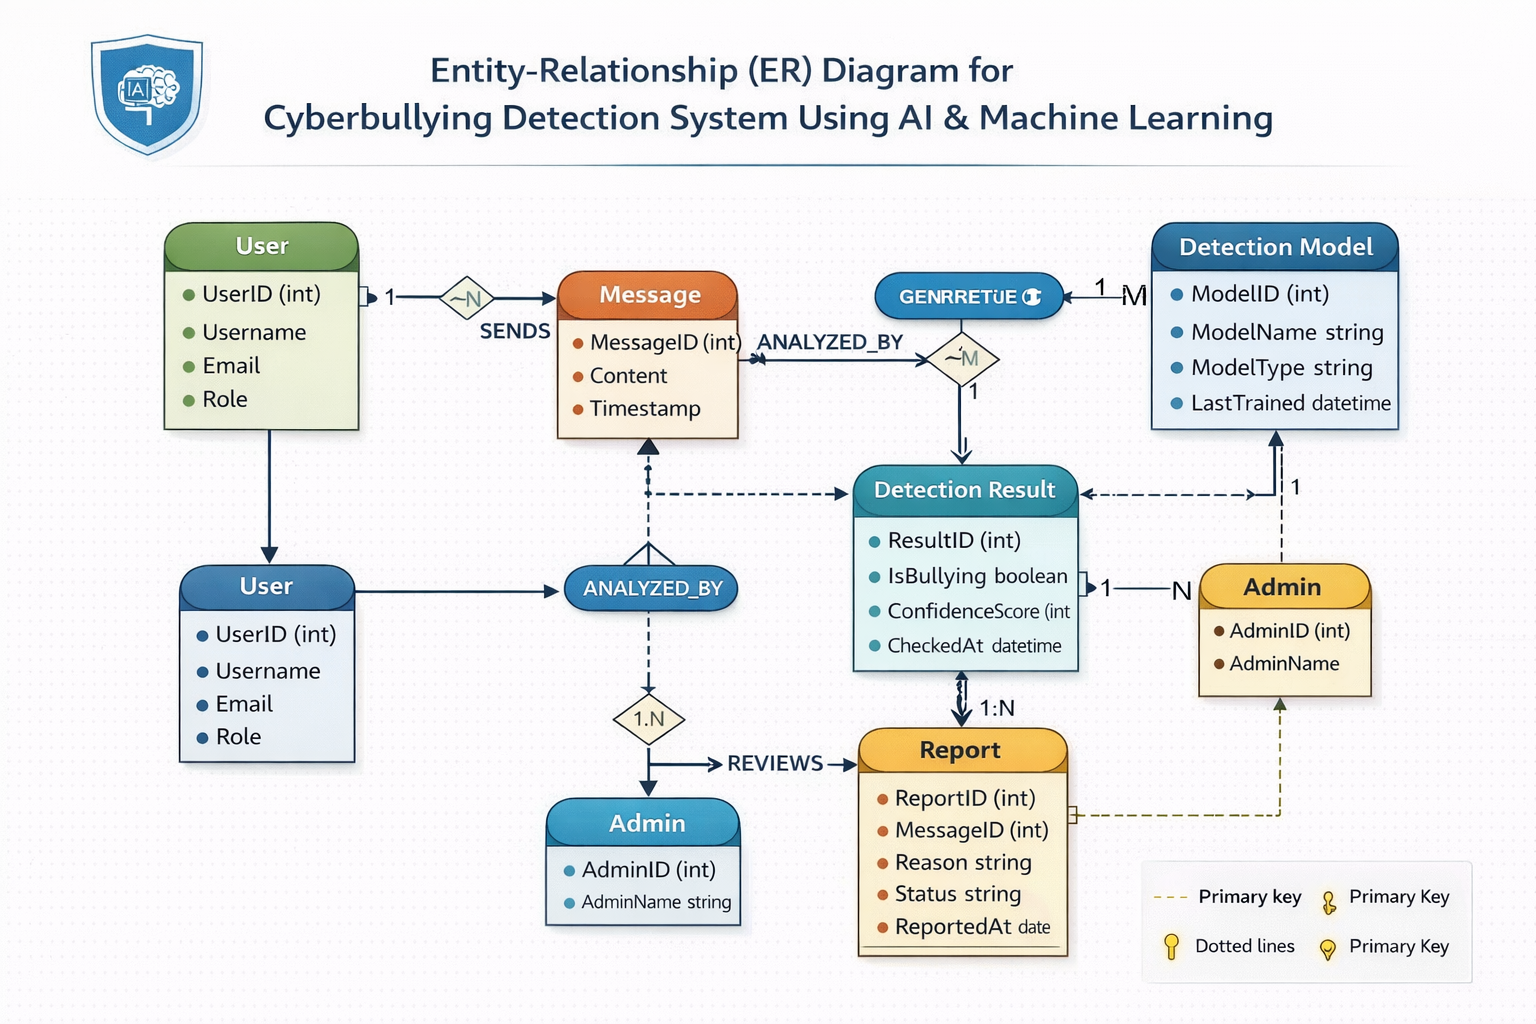 IA
Entity-Relationship (ER) Diagram for
Cyberbullying Detection System Using AI & Machine Learning
User
UserID (int)
Username
Email
Role
1
~N
SENDS
Message
MessageID (int)
Content
Timestamp
ANALYZED_BY
GENRRETUE
1 M
~M
1
Detection Model
ModelID (int)
ModelName string
ModelType string
LastTrained datetime
Detection Result
ResultID (int)
IsBullying boolean
ConfidenceScore (int
CheckedAt datetime
1
1 N
Admin
AdminID (int)
AdminName
User
UserID (int)
Username
Email
Role
ANALYZED_BY
1.N
REVIEWS
1:N
Admin
AdminID (int)
AdminName string
Report
ReportID (int)
MessageID (int)
Reason string
Status string
ReportedAt date
Primary key
Primary Key
Dotted lines
Primary Key